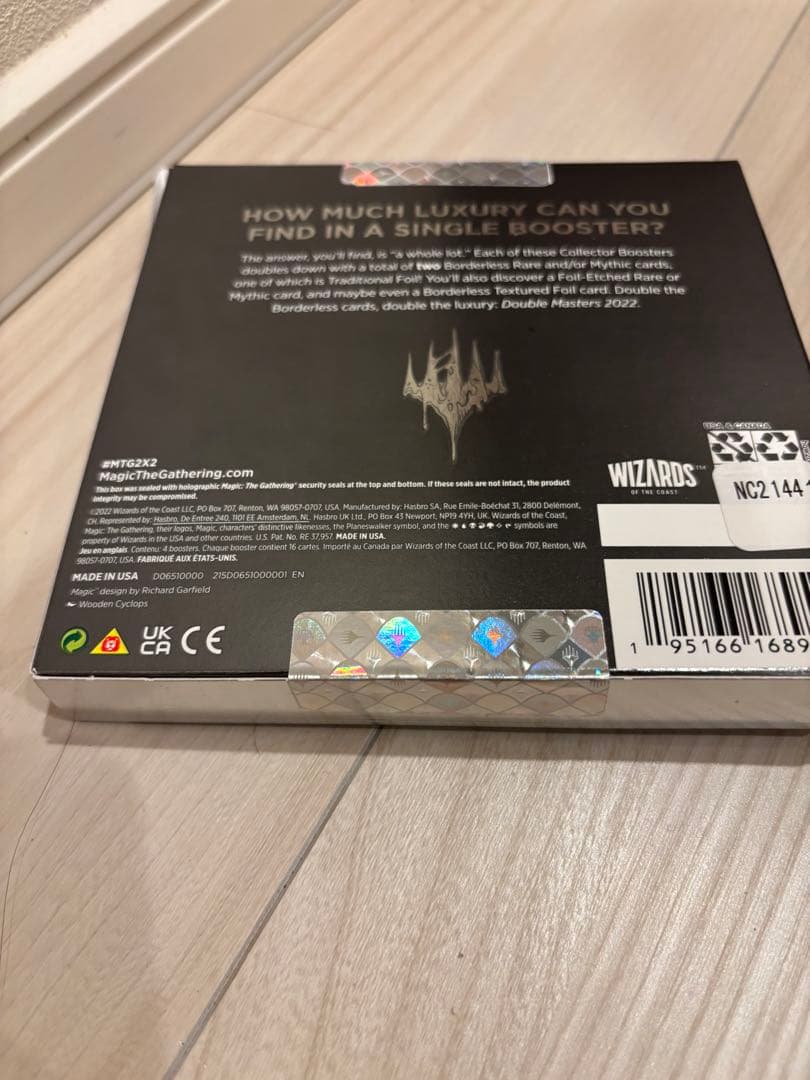 HOW MUCH LUXURY CAN YOU
FIND IN A SINGLE BOOSTER?
The answer, you'll find, is "a whole lot." Each of these Collector Boosters
doubles down with a total of two Borderless Rare and/or Mythic cards,
one of which is Traditional Foil! You'll also discover a Foil-Etched Rare or
Mythic card, and maybe even a Borderless Textured Foil card. Double the
Borderless cards, double the luxury: Double Masters 2022.
#MTG2X2
MagicTheGathering.com
This box was sealed with holographic Magic: The Gathering® security seals at the top and bottom. If these seals are not intact, the product
integrity may be compromised.
©2022 Wizards of the Coast LLC, PO Box 707, Renton, WA 98057-0707, USA. Manufactured by: Hasbro SA, Rue Emile-Boéchat 31, 2800 Delémont,
CH. Represented by: Hasbro, De Entree 240, 1101 EE Amsterdam, NL. Hasbro UK Ltd., PO Box 43 Newport, NP19 4YH, UK. Wizards of the Coast,
Magic: The Gathering, their logos, Magic, characters' distinctive likenesses, the Planeswalker symbol, and the symbols are
property of Wizards in the USA and other countries. U.S. Pat. No. RE 37,957. MADE IN USA.
Jeu en anglais. Contenu: 4 boosters. Chaque booster contient 16 cartes. Importé au Canada par Wizards of the Coast LLC, PO Box 707, Renton, WA
98057-0707, USA. FABRIQUÉ AUX ÉTATS-UNIS.
MADE IN USA D06510000 215D0651000001 EN
Magic® design by Richard Garfield
Wooden Cyclops
UK
CA CE
USA & CANADA
WIZARDS™
OF THE COAST
NC2144
1 95166 1689